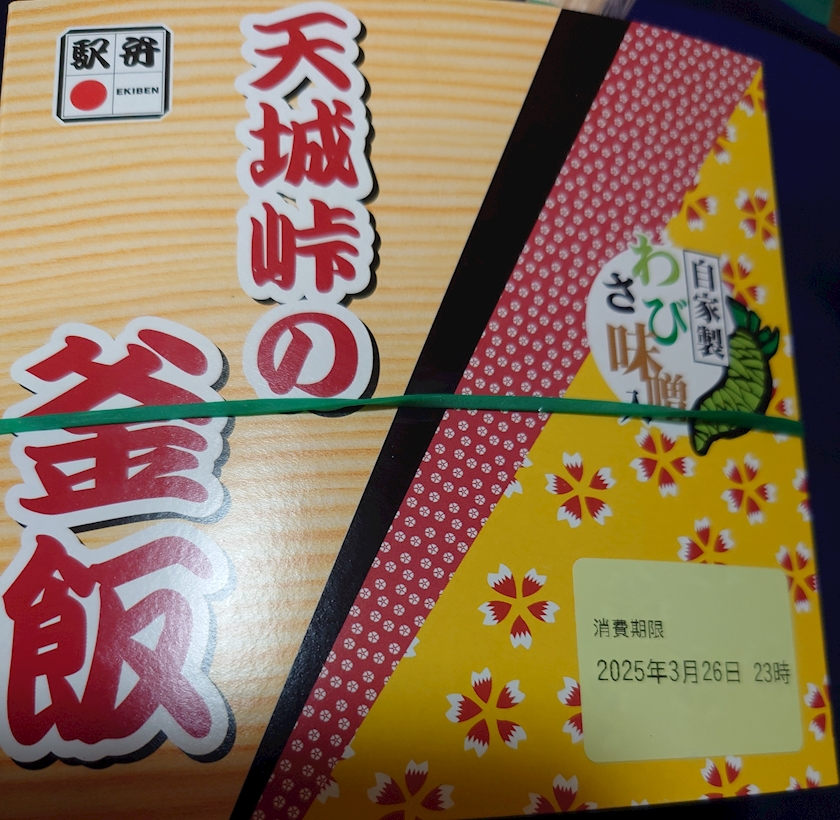 駅弁
EKIBEN
天城峠の
釜飯
自家製
わさび
味噌
入
消費期限
2025年3月26日 23時